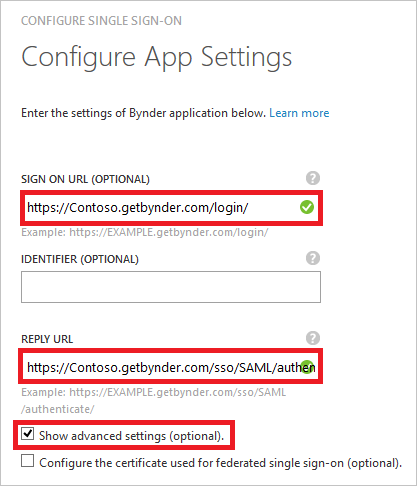 CONFIGURE SINGLE SIGN-ON
Configure App Settings
Enter the settings of Bynder application below. Learn more
SIGN ON URL (OPTIONAL) ?
https://Contoso.getbynder.com/login/
Example: https://EXAMPLE.getbynder.com/login/
IDENTIFIER (OPTIONAL) ?
REPLY URL ?
https://Contoso.getbynder.com/sso/SAML/authen
Example: https://EXAMPLE.getbynder.com/sso/SAML
/authenticate/
Show advanced settings (optional).
Configure the certificate used for federated single sign-on (optional).